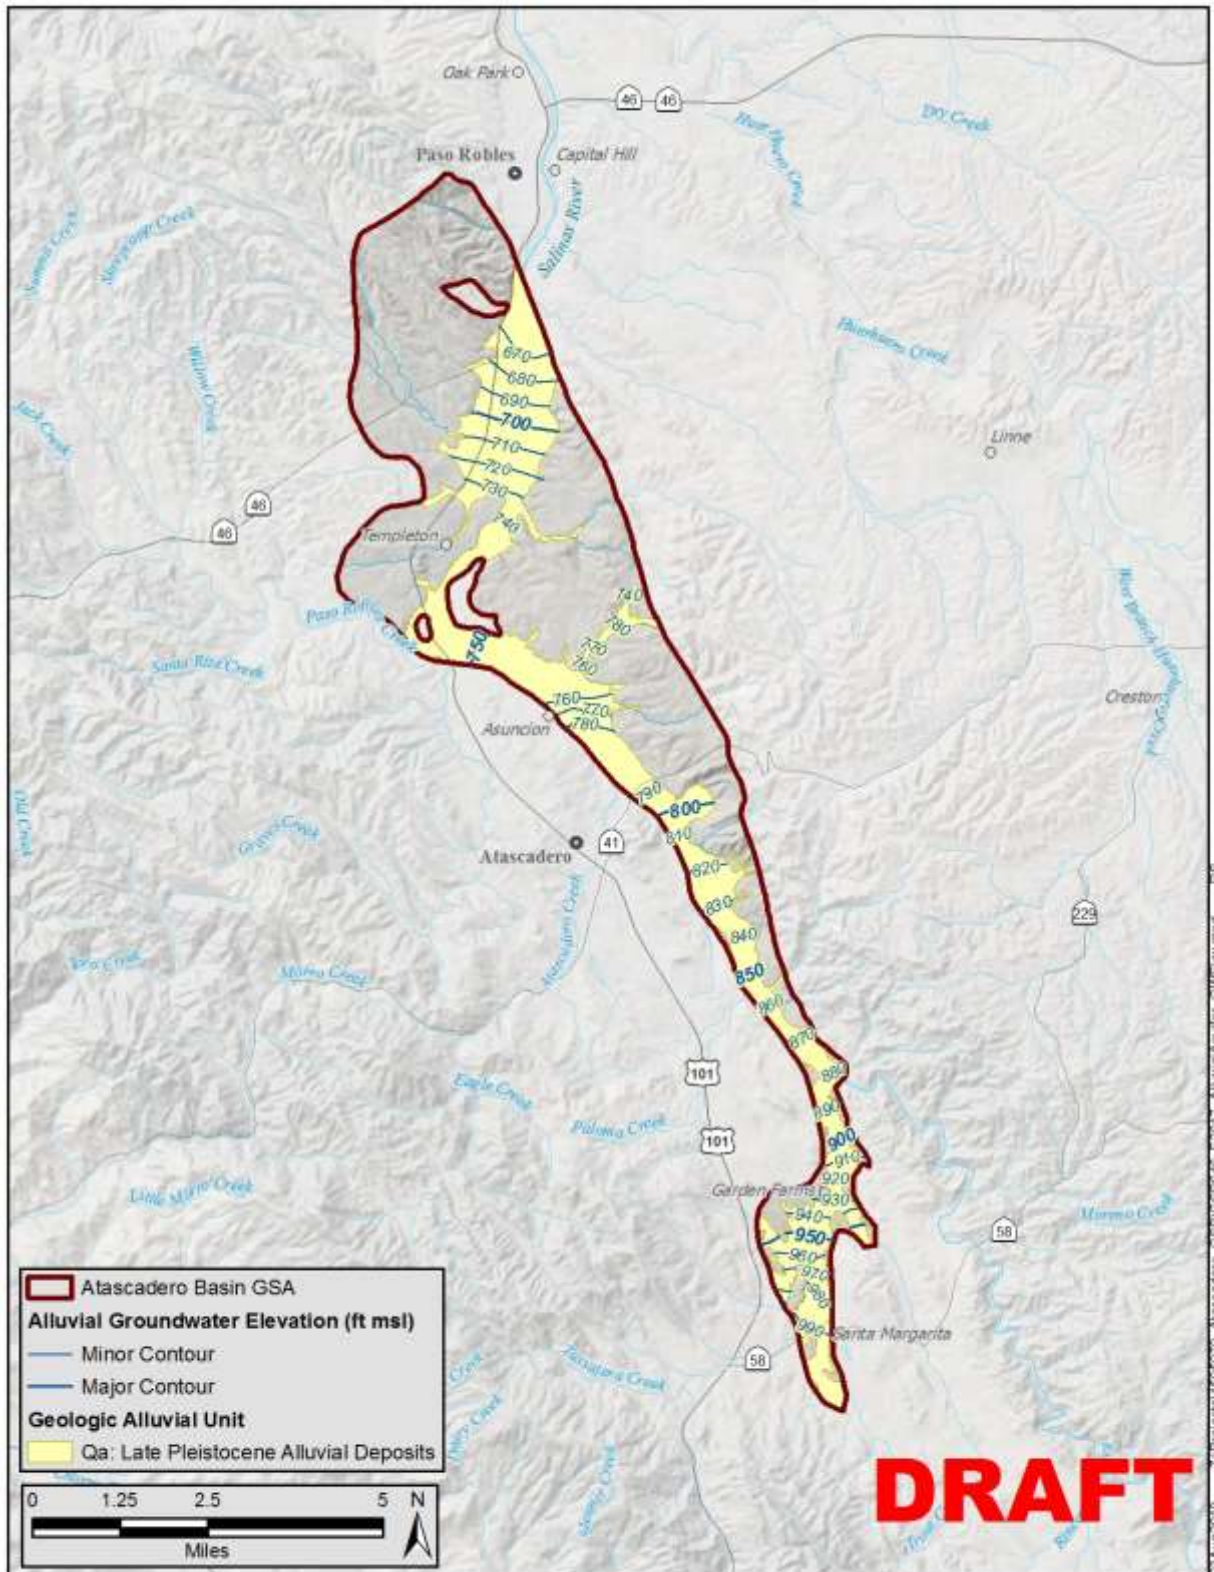 Oak Park
46 46
Dry Creek
Huer Huero Creek
Paso Robles
Capital Hill
Salinas River
Summit Creek
Sheepcamp Creek
Willow Creek
Jack Creek
Huerhuero Creek
Linne
670
680
690
700
710
720
730
740
46
46
Templeton
Paso Robles Creek
Santa Rita Creek
750
740
780
770
760
760
770
780
Asuncion
Creston
790
800
810
820
830
840
850
860
870
880
890
900
910
920
930
940
950
960
970
980
990
Old Creek
Graves Creek
Atascadero
41
Atascadero Creek
229
Toro Creek
Morro Creek
101
Eagle Creek
Paloma Creek
101
Little Morro Creek
Garden Farms
Moreno Creek
58
Santa Margarita
58
Tassajara Creek
Creek
Atascadero Basin GSA
Alluvial Groundwater Elevation (ft msl)
Minor Contour
Major Contour
Geologic Alluvial Unit
Qa: Late Pleistocene Alluvial Deposits
0 1.25 2.5 5 N
Miles
DRAFT